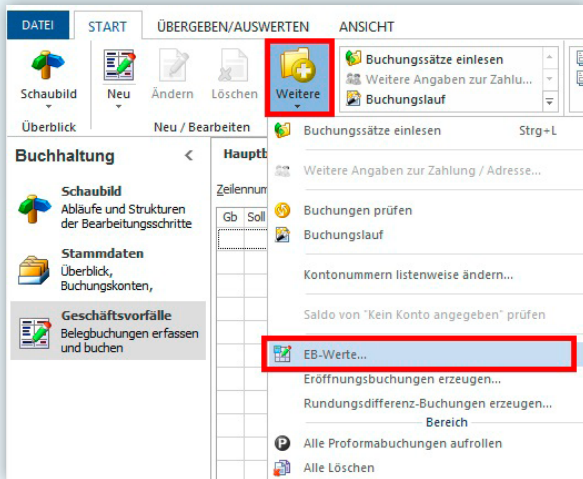 DATEI START ÜBERGEBEN/AUSWERTEN ANSICHT
Schaubild
Neu
Ändern
Löschen
Weitere
Buchungssätze einlesen
Weitere Angaben zur Zahlu...
Buchungslauf
Überblick
Neu / Bearbeiten
Buchhaltung
Schaubild
Abläufe und Strukturen
der Bearbeitungsschritte
Stammdaten
Überblick,
Buchungskonten,
Geschäftsvorfälle
Belegbuchungen erfassen
und buchen
Gb Soll
Buchungssätze einlesen Strg+L
Weitere Angaben zur Zahlung / Adresse...
Buchungen prüfen
Buchungslauf
Kontonummern listenweise ändern...
Saldo von "Kein Konto angegeben" prüfen
EB-Werte...
Eröffnungsbuchungen erzeugen...
Rundungsdifferenz-Buchungen erzeugen...
Bereich
Alle Proformabuchungen aufrollen
Alle Löschen